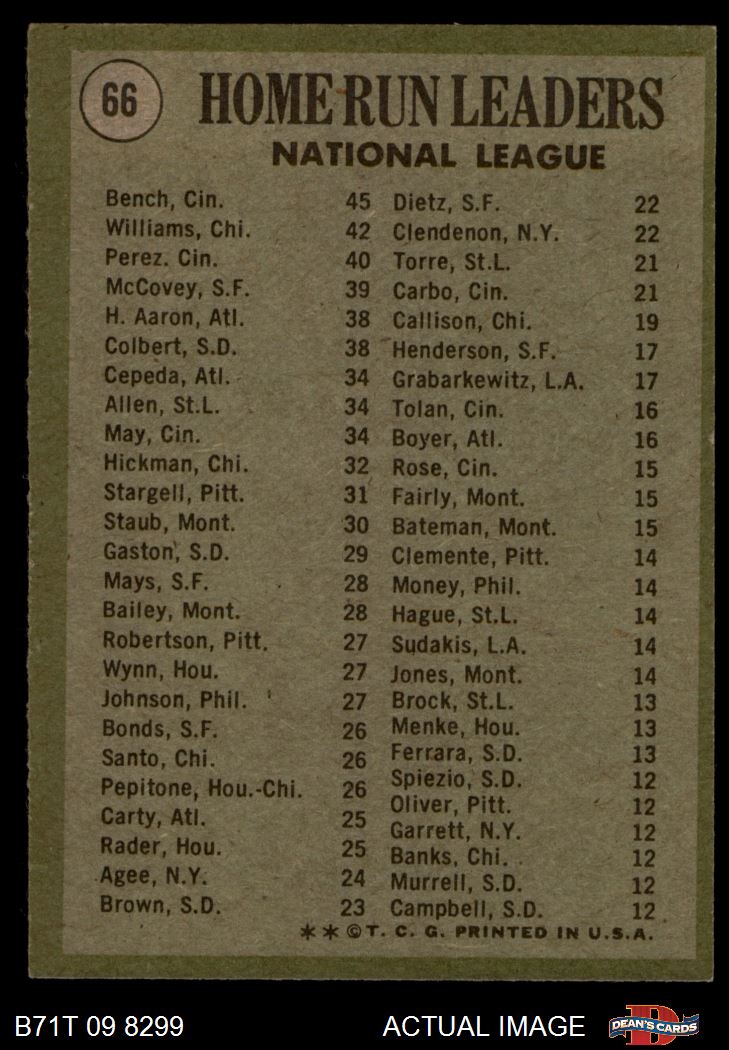 66
HOME RUN LEADERS
NATIONAL LEAGUE
Bench, Cin. 45
Williams, Chi. 42
Perez. Cin. 40
McCovey, S.F. 39
H. Aaron, Atl. 38
Colbert, S.D. 38
Cepeda, Atl. 34
Allen, St.L. 34
May, Cin. 34
Hickman, Chi. 32
Stargell, Pitt. 31
Staub, Mont. 30
Gaston, S.D. 29
Mays, S.F. 28
Bailey, Mont. 28
Robertson, Pitt. 27
Wynn, Hou. 27
Johnson, Phil. 27
Bonds, S.F. 26
Santo, Chi. 26
Pepitone, Hou.-Chi. 26
Carty, Atl. 25
Rader, Hou. 25
Agee, N.Y. 24
Brown, S.D. 23
Dietz, S.F. 22
Clendenon, N.Y. 22
Torre, St.L. 21
Carbo, Cin. 21
Callison, Chi. 19
Henderson, S.F. 17
Grabarkewitz, L.A. 17
Tolan, Cin. 16
Boyer, Atl. 16
Rose, Cin. 15
Fairly, Mont. 15
Bateman, Mont. 15
Clemente, Pitt. 14
Money, Phil. 14
Hague, St.L. 14
Sudakis, L.A. 14
Jones, Mont. 14
Brock, St.L. 13
Menke, Hou. 13
Ferrara, S.D. 13
Spiezio, S.D. 12
Oliver, Pitt. 12
Garrett, N.Y. 12
Banks, Chi. 12
Murrell, S.D. 12
Campbell, S.D. 12
**©T. C. G. PRINTED IN U.S.A.
B71T 09 8299 ACTUAL IMAGE
D
DEAN'S CARDS